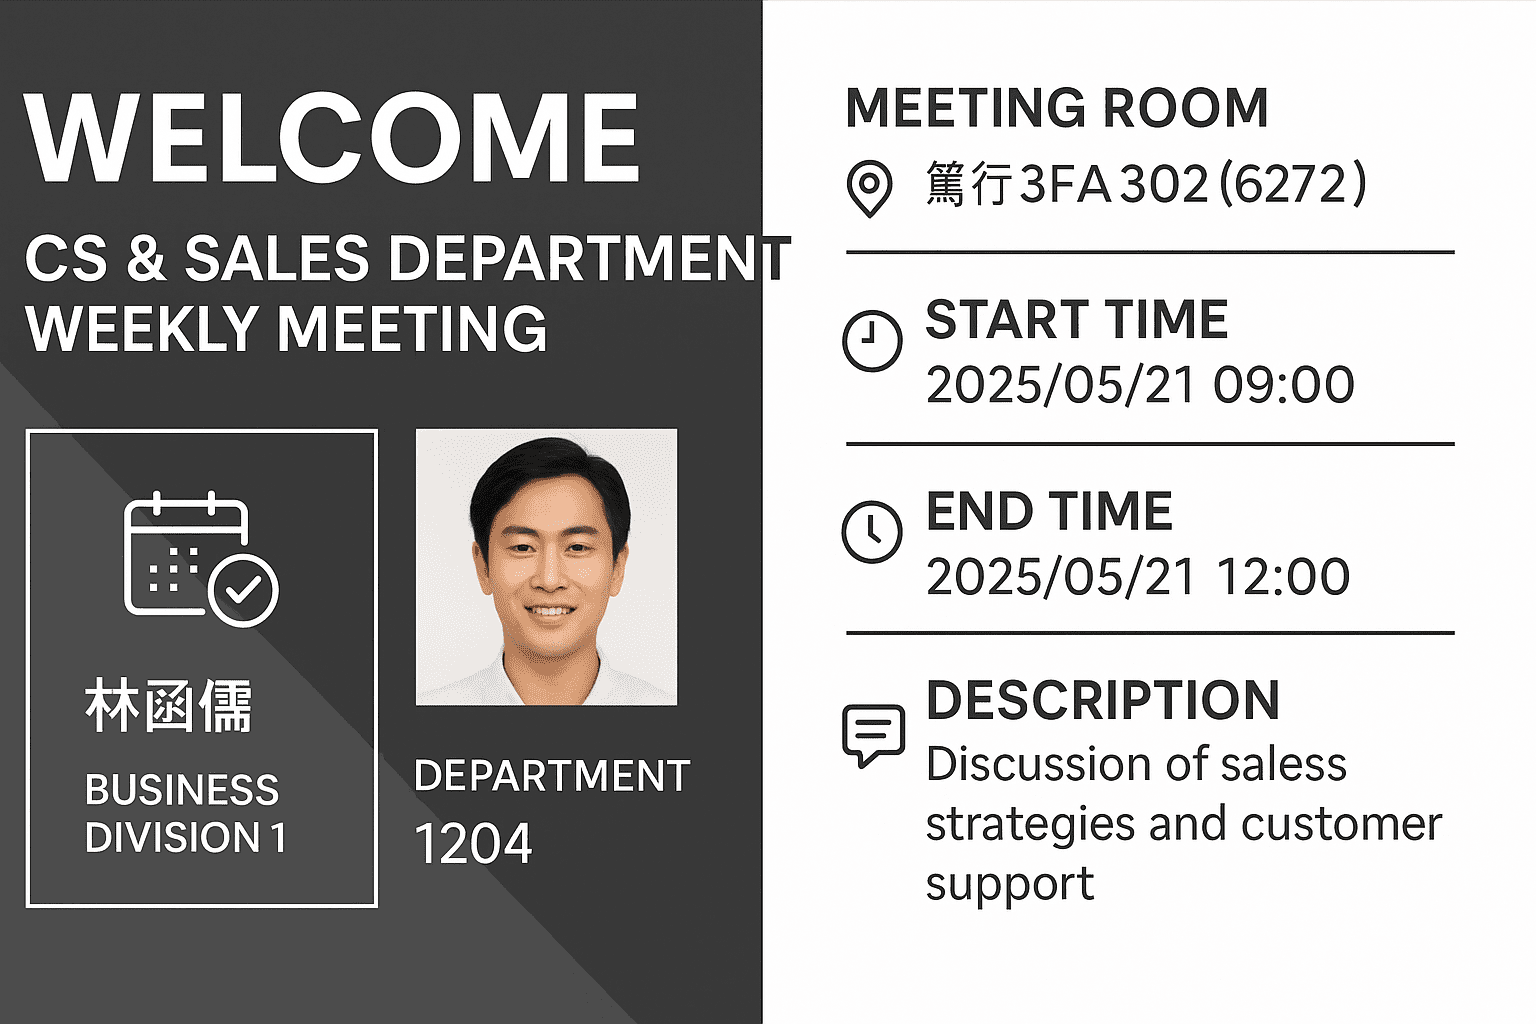 WELCOME
CS & SALES DEPARTMENT
WEEKLY MEETING
林函儒
BUSINESS
DIVISION 1
DEPARTMENT
1204
MEETING ROOM
篤行3FA302(6272)
START TIME
2025/05/21 09:00
END TIME
2025/05/21 12:00
DESCRIPTION
Discussion of saless
strategies and customer
support